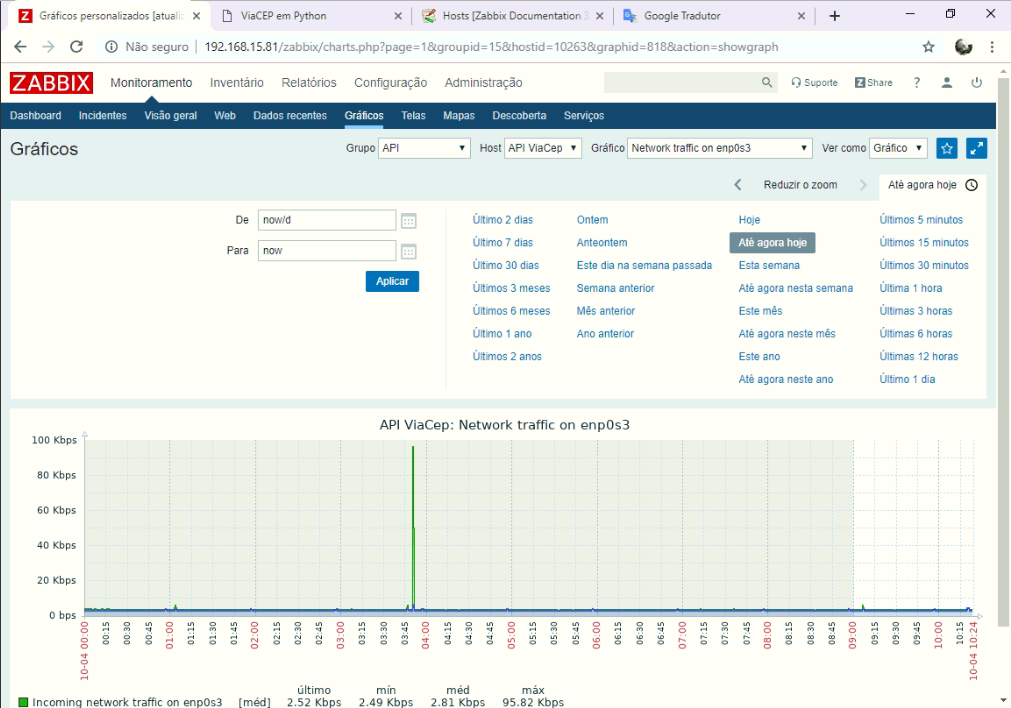 Gráficos personalizados [atuali
ViaCEP em Python
Hosts [Zabbix Documentation 3
Google Tradutor
Não seguro
192.168.15.81/zabbix/charts.php?page=1&groupid=15&hostid=10263&graphid=818&action=showgraph
ZABBIX Monitoramento Inventário Relatórios Configuração Administração
Suporte Z Share ?
Dashboard Incidentes Visão geral Web Dados recentes Gráficos Telas Mapas Descoberta Serviços
Gráficos
Grupo API Host API ViaCep Gráfico Network traffic on enp0s3 Ver como Gráfico
Reduzir o zoom Até agora hoje
De now/d
Para now
Aplicar
Último 2 dias Ontem Hoje Últimos 5 minutos
Último 7 dias Anteontem Até agora hoje Últimos 15 minutos
Último 30 dias Este dia na semana passada Esta semana Últimos 30 minutos
Últimos 3 meses Semana anterior Até agora nesta semana Última 1 hora
Últimos 6 meses Mês anterior Este mês Últimas 3 horas
Último 1 ano Ano anterior Até agora neste mês Últimas 6 horas
Últimos 2 anos Este ano Últimas 12 horas
Até agora neste ano Último 1 dia
API ViaCep: Network traffic on enp0s3
100 Kbps
80 Kbps
60 Kbps
40 Kbps
20 Kbps
0 bps
10-04 00:00 00:15 00:30 00:45 01:00 01:15 01:30 01:45 02:00 02:15 02:30 02:45 03:00 03:15 03:30 03:45 04:00 04:15 04:30 04:45 05:00 05:15 05:30 05:45 06:00 06:15 06:30 06:45 07:00 07:15 07:30 07:45 08:00 08:15 08:30 08:45 09:00 09:15 09:30 09:45 10:00 10:15 10-04 10:24
último mín méd máx
Incoming network traffic on enp0s3 [méd] 2.52 Kbps 2.49 Kbps 2.81 Kbps 95.82 Kbps